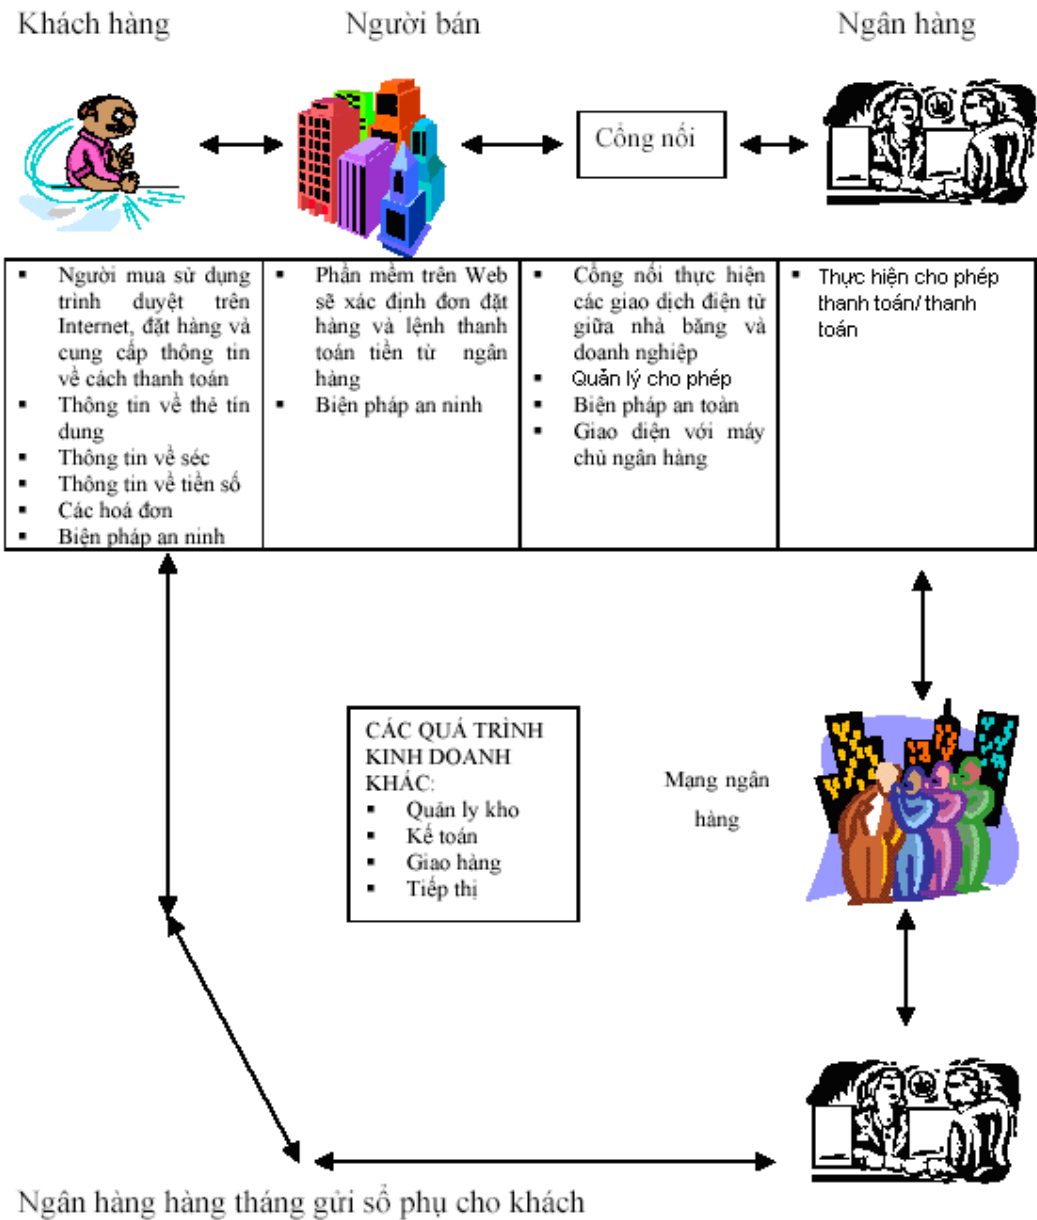 Khách hàng
Người bán
Ngân hàng
Cổng nối
▪ Người mua sử dụng
trình duyệt trên
Internet, đặt hàng và
cung cấp thông tin
về cách thanh toán
▪ Thông tin về thẻ tín
dung
▪ Thông tin về séc
▪ Thông tin về tiền số
▪ Các hoá đơn
▪ Biện pháp an ninh
▪ Phần mềm trên Web
sẽ xác định đơn đặt
hàng và lệnh thanh
toán tiền từ ngân
hàng
▪ Biện pháp an ninh
▪ Cổng nối thực hiện
các giao dịch điện tử
giữa nhà băng và
doanh nghiệp
▪ Quản lý cho phép
▪ Biện pháp an toàn
▪ Giao diện với máy
chủ ngân hàng
▪ Thực hiện cho phép
thanh toán/ thanh
toán
CÁC QUÁ TRÌNH
KINH DOANH
KHÁC:
▪ Quản ly kho
▪ Kế toán
▪ Giao hàng
▪ Tiếp thị
Mạng ngân
hàng
Ngân hàng hàng tháng gửi sổ phụ cho khách